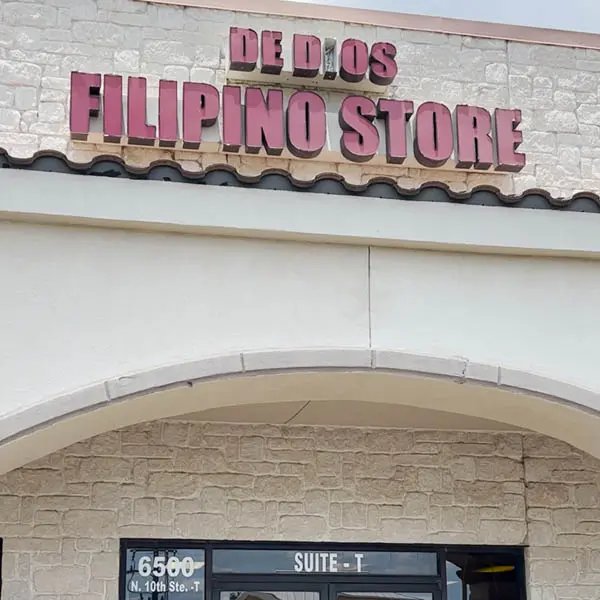 DE DIOS
FILIPINO STORE
6500
N. 10th Ste. -T
SUITE - T